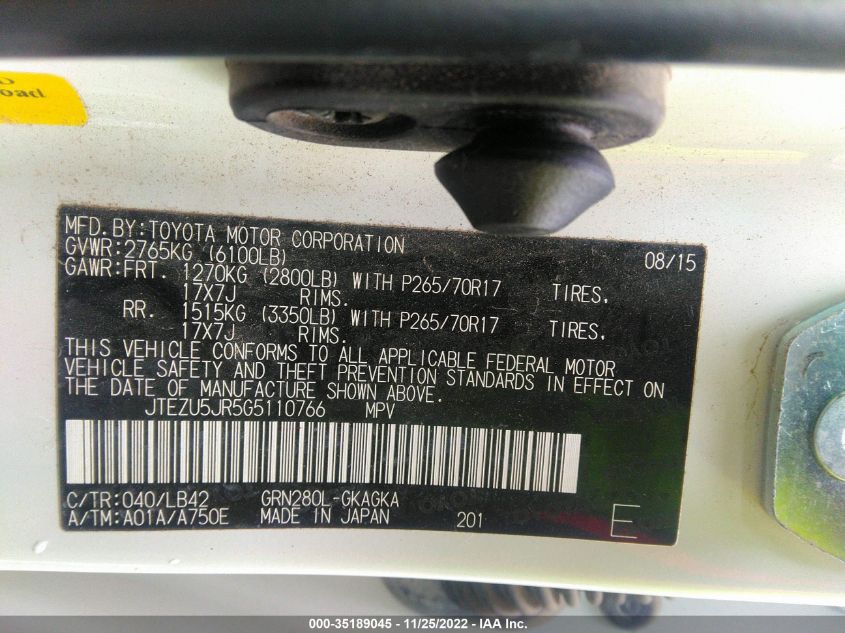 oad
MFD. BY: TOYOTA MOTOR CORPORATION 08/15
GVWR: 2765KG (6100LB)
GAWR: FRT. 1270KG (2800LB) WITH P265/70R17 TIRES,
17X7J RIMS.
RR. 1515KG (3350LB) WITH P265/70R17 TIRES,
17X7J RIMS.
THIS VEHICLE CONFORMS TO ALL APPLICABLE FEDERAL MOTOR
VEHICLE SAFETY AND THEFT PREVENTION STANDARDS IN EFFECT ON
THE DATE OF MANUFACTURE SHOWN ABOVE.
JTEZU5JR5G5110766 MPV
C/TR: 040/LB42 GRN280L-GKAGKA
A/TM: A01A/A750E MADE IN JAPAN 201 E
000-35189045 - 11/25/2022 - IAA Inc.